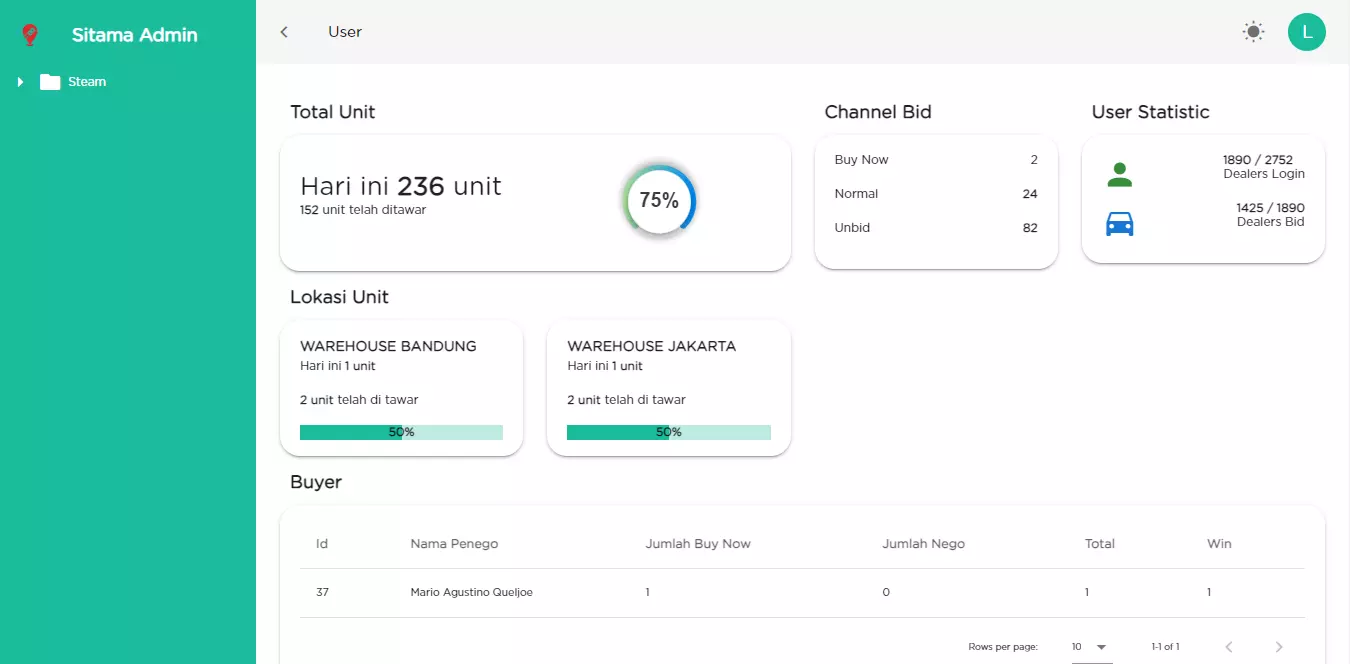 Sitama Admin
Steam
User
L
Total Unit
Hari ini 236 unit
152 unit telah ditawar
75%
Channel Bid
Buy Now 2
Normal 24
Unbid 82
User Statistic
1890 / 2752
Dealers Login
1425 / 1890
Dealers Bid
Lokasi Unit
WAREHOUSE BANDUNG
Hari ini 1 unit
2 unit telah di tawar
50%
WAREHOUSE JAKARTA
Hari ini 1 unit
2 unit telah di tawar
50%
Buyer
Id Nama Penego Jumlah Buy Now Jumlah Nego Total Win
37 Mario Agustino Queljoe 1 0 1 1
Rows per page: 10 1-1 of 1